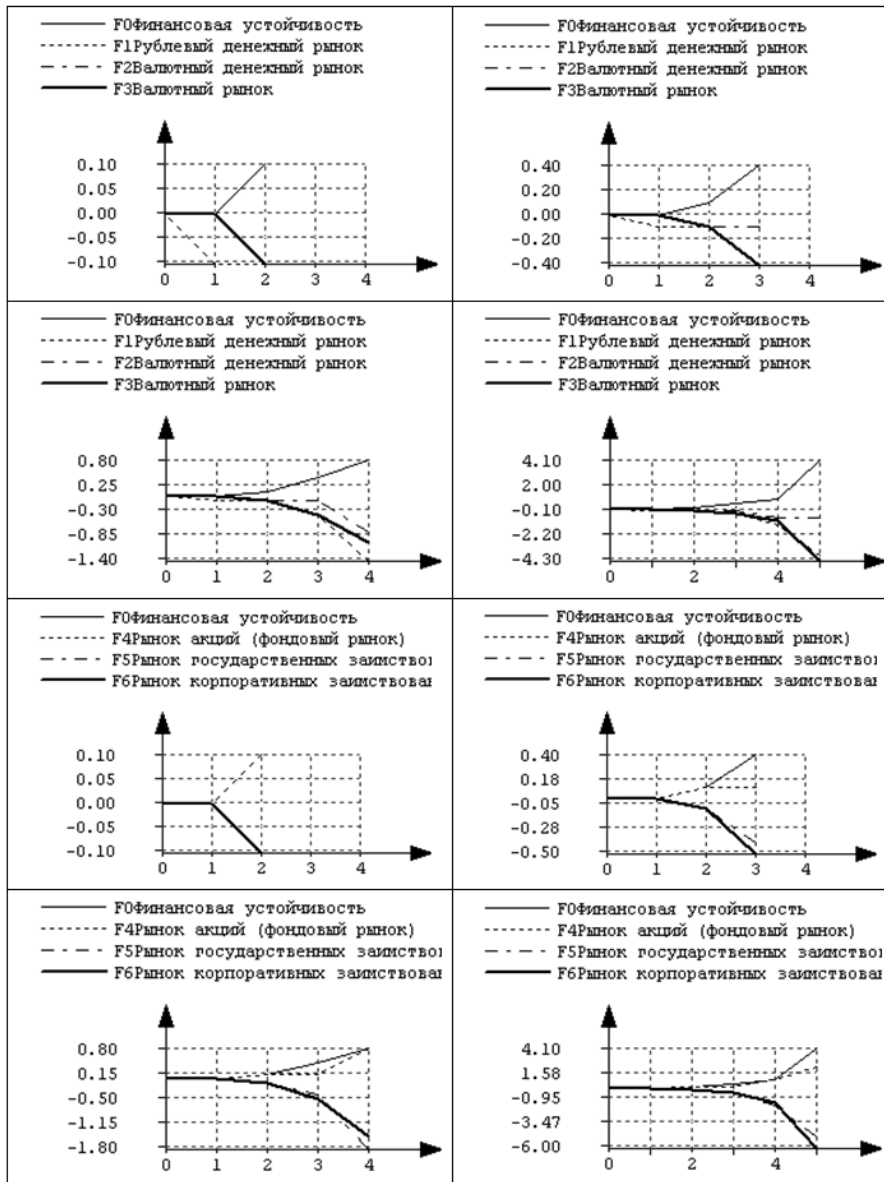 F0Финансовая устойчивость
F1Рублевый денежный рынок
F2Валютный денежный рынок
F3Валютный рынок
0.10
0.05
0.00
-0.05
-0.10
0 1 2 3 4
F0Финансовая устойчивость
F1Рублевый денежный рынок
F2Валютный денежный рынок
F3Валютный рынок
0.40
0.20
0.00
-0.20
-0.40
0 1 2 3 4
F0Финансовая устойчивость
F1Рублевый денежный рынок
F2Валютный денежный рынок
F3Валютный рынок
0.80
0.25
-0.30
-0.85
-1.40
0 1 2 3 4
F0Финансовая устойчивость
F1Рублевый денежный рынок
F2Валютный денежный рынок
F3Валютный рынок
4.10
2.00
-0.10
-2.20
-4.30
0 1 2 3 4
F0Финансовая устойчивость
F4Рынок акций (фондовый рынок)
F5Рынок государственных заимствов
F6Рынок корпоративных заимствован
0.10
0.05
0.00
-0.05
-0.10
0 1 2 3 4
F0Финансовая устойчивость
F4Рынок акций (фондовый рынок)
F5Рынок государственных заимствов
F6Рынок корпоративных заимствован
0.40
0.18
-0.05
-0.28
-0.50
0 1 2 3 4
F0Финансовая устойчивость
F4Рынок акций (фондовый рынок)
F5Рынок государственных заимство
F6Рынок корпоративных заимствова
0.80
0.15
-0.50
-1.15
-1.80
0 1 2 3 4
F0Финансовая устойчивость
F4Рынок акций (фондовый рынок)
F5Рынок государственных заимство
F6Рынок корпоративных заимствова
4.10
1.58
-0.95
-3.47
-6.00
0 1 2 3 4